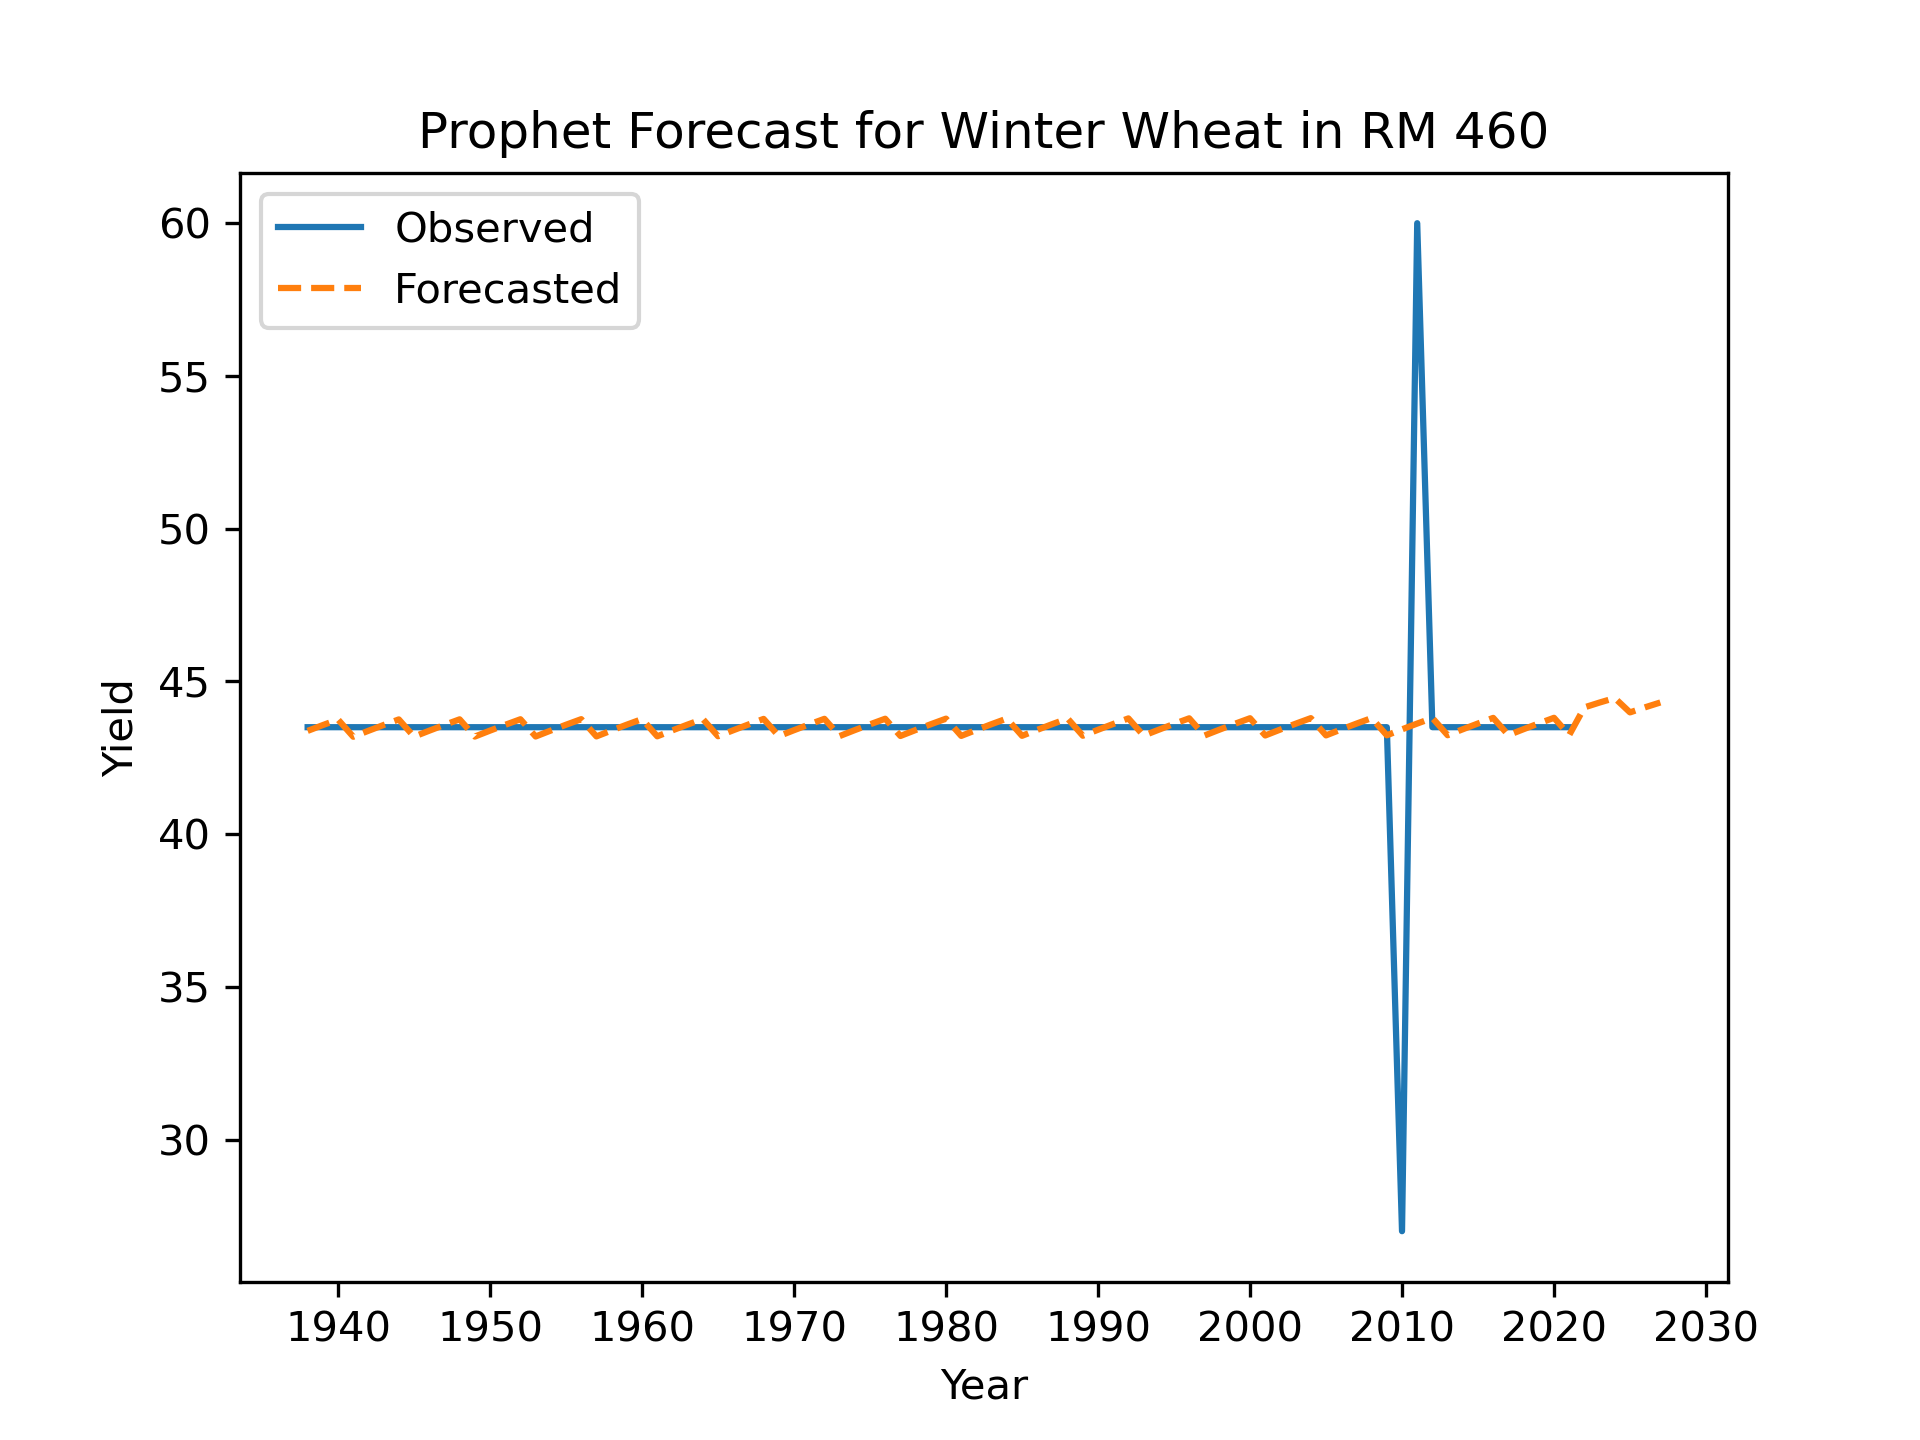 Prophet Forecast for Winter Wheat in RM 460
Observed
Forecasted
60
55
50
45
40
35
30
Yield
1940 1950 1960 1970 1980 1990 2000 2010 2020 2030
Year